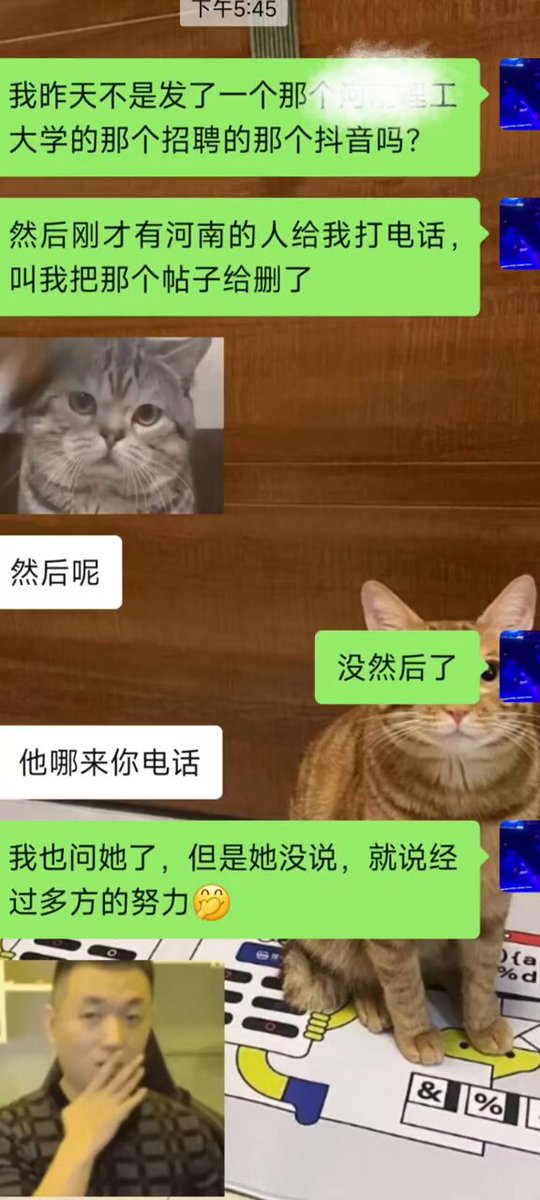 下午5:45
我昨天不是发了一个那个河理工
大学的那个招聘的那个抖音吗?
然后刚才有河南的人给我打电话,
叫我把那个帖子给删了
然后呢
没然后了
他哪来你电话
我也问她了，但是她没说，就说经
过多方的努力🤭
){a
%d
& %